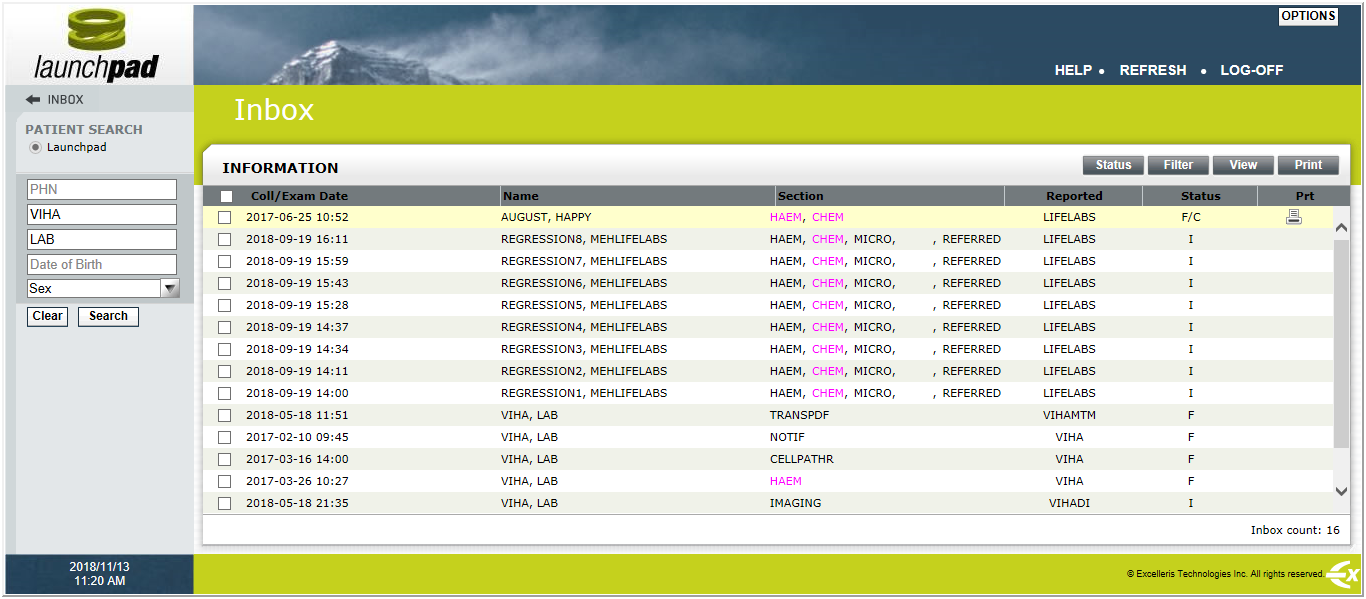 OPTIONS
launchpad
HELP • REFRESH • LOG-OFF
INBOX
Inbox
PATIENT SEARCH
Launchpad
PHN
VIHA
LAB
Date of Birth
Sex
Clear Search
INFORMATION Status Filter View Print
Coll/Exam Date Name Section Reported Status Prt
2017-06-25 10:52 AUGUST, HAPPY HAEM, CHEM LIFELABS F/C
2018-09-19 16:11 REGRESSION8, MEHLIFELABS HAEM, CHEM, MICRO, , REFERRED LIFELABS I
2018-09-19 15:59 REGRESSION7, MEHLIFELABS HAEM, CHEM, MICRO, , REFERRED LIFELABS I
2018-09-19 15:43 REGRESSION6, MEHLIFELABS HAEM, CHEM, MICRO, , REFERRED LIFELABS I
2018-09-19 15:28 REGRESSION5, MEHLIFELABS HAEM, CHEM, MICRO, , REFERRED LIFELABS I
2018-09-19 14:37 REGRESSION4, MEHLIFELABS HAEM, CHEM, MICRO, , REFERRED LIFELABS I
2018-09-19 14:34 REGRESSION3, MEHLIFELABS HAEM, CHEM, MICRO, , REFERRED LIFELABS I
2018-09-19 14:11 REGRESSION2, MEHLIFELABS HAEM, CHEM, MICRO, , REFERRED LIFELABS I
2018-09-19 14:00 REGRESSION1, MEHLIFELABS HAEM, CHEM, MICRO, , REFERRED LIFELABS I
2018-05-18 11:51 VIHA, LAB TRANSPDF VIHAMTM F
2017-02-10 09:45 VIHA, LAB NOTIF VIHA F
2017-03-16 14:00 VIHA, LAB CELLPATHR VIHA F
2017-03-26 10:27 VIHA, LAB HAEM VIHA F
2018-05-18 21:35 VIHA, LAB IMAGING VIHADI I
Inbox count: 16
2018/11/13
11:20 AM
© Excelleris Technologies Inc. All rights reserved.